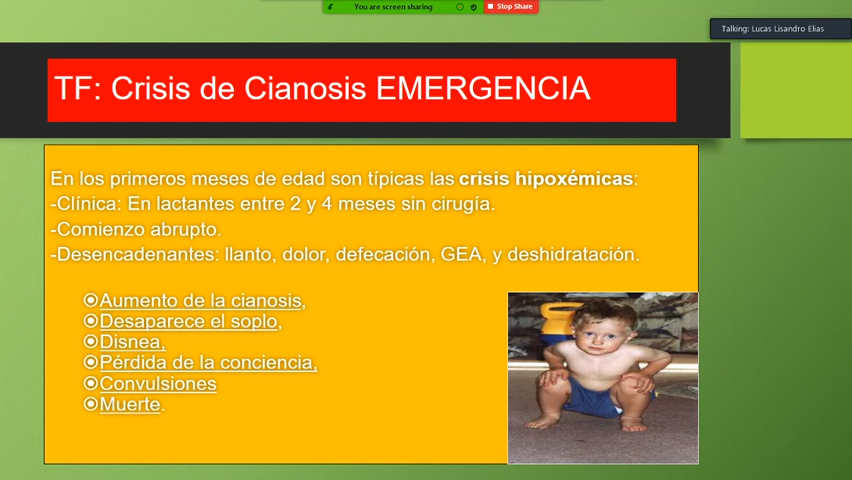 You are screen sharing
Stop Share
Talking: Lucas Lisandro Elias
TF: Crisis de Cianosis EMERGENCIA
En los primeros meses de edad son típicas las crisis hipoxémicas:
-Clínica: En lactantes entre 2 y 4 meses sin cirugía.
-Comienzo abrupto.
-Desencadenantes: llanto, dolor, defecación, GEA, y deshidratación.
Aumento de la cianosis,
Desaparece el soplo,
Disnea,
Pérdida de la conciencia,
Convulsiones
Muerte.